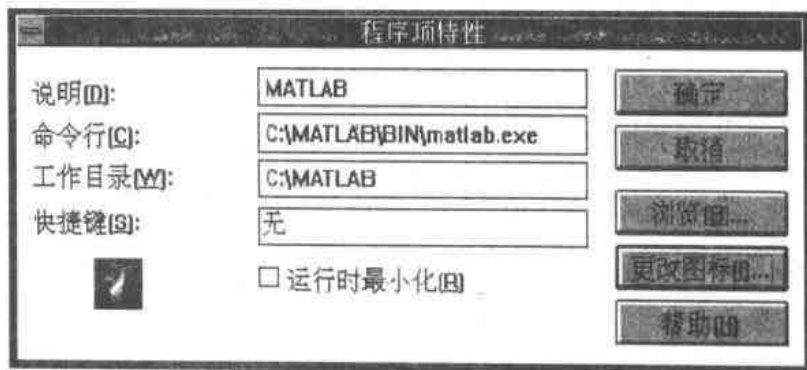 程序项特性
说明(D): MATLAB
命令行(C): C:\MATLAB\BIN\matlab.exe
工作目录(W): C:\MATLAB
快捷键(S): 无
运行时最小化(R)
确定
取消
浏览(B)...
更改图标(I)...
帮助(H)